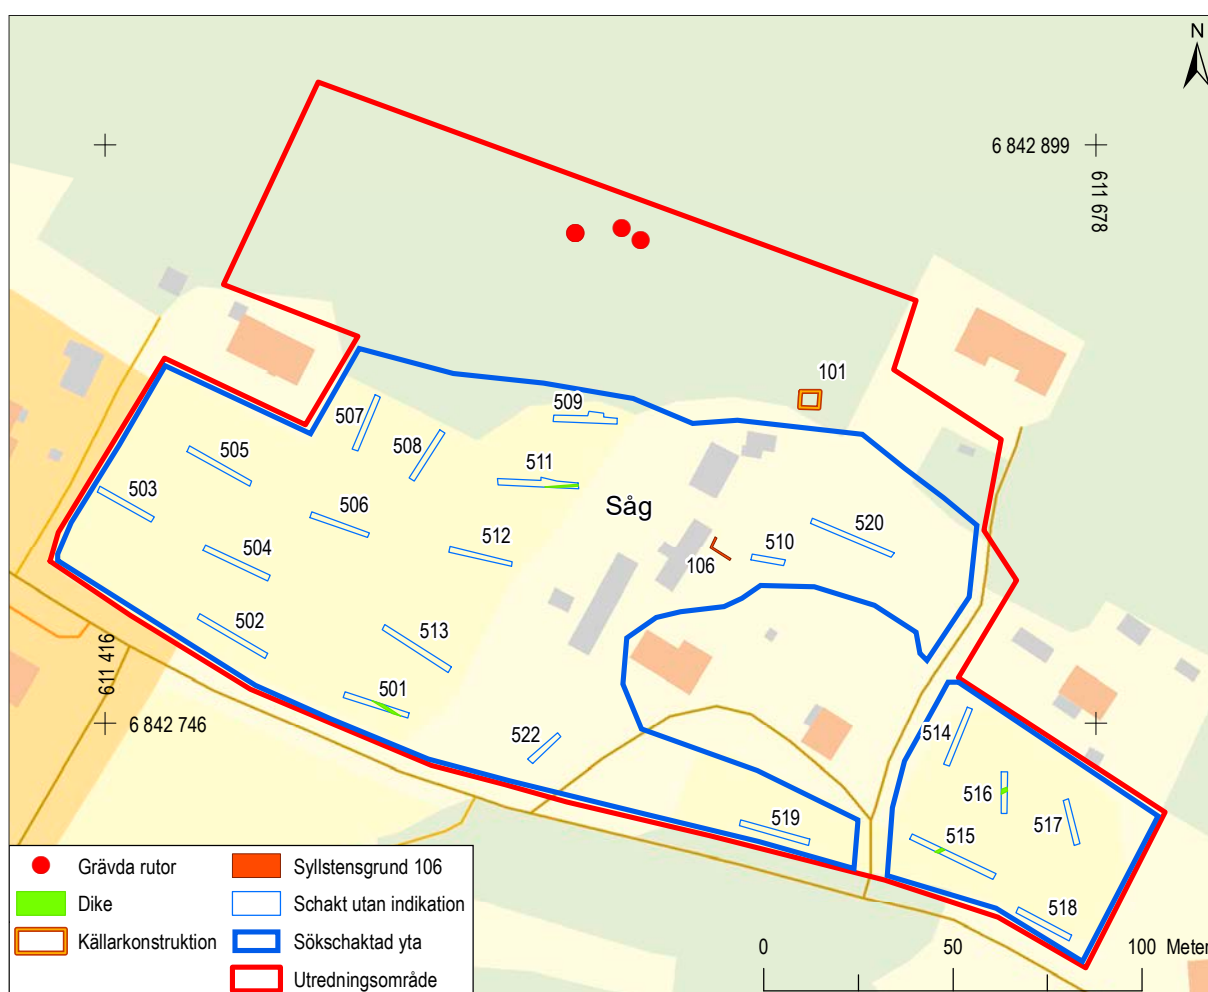 N
6 842 899
611 678
101
509
507
508
505
511
503
Såg
506
520
512
510
504
106
502
513
611 416
501
6 842 746
514
522
516
517
519
515
518
Grävda rutor
Syllstensgrund 106
Dike
Schakt utan indikation
Källarkonstruktion
Sökschaktad yta
Utredningsområde
0 50 100 Meter